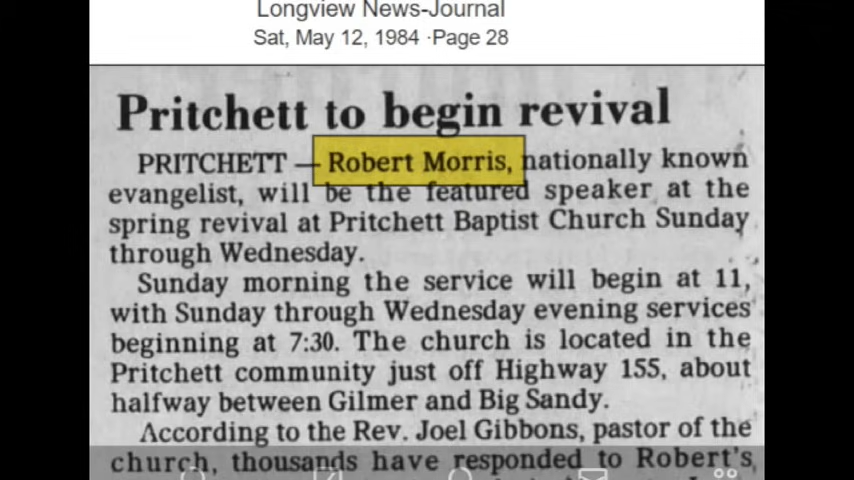 Longview News-Journal
Sat, May 12, 1984 ·Page 28
Pritchett to begin revival
PRITCHETT — Robert Morris, nationally known
evangelist, will be the featured speaker at the
spring revival at Pritchett Baptist Church Sunday
through Wednesday.
Sunday morning the service will begin at 11,
with Sunday through Wednesday evening services
beginning at 7:30. The church is located in the
Pritchett community just off Highway 155, about
halfway between Gilmer and Big Sandy.
According to the Rev. Joel Gibbons, pastor of the
church, thousands have responded to Robert's